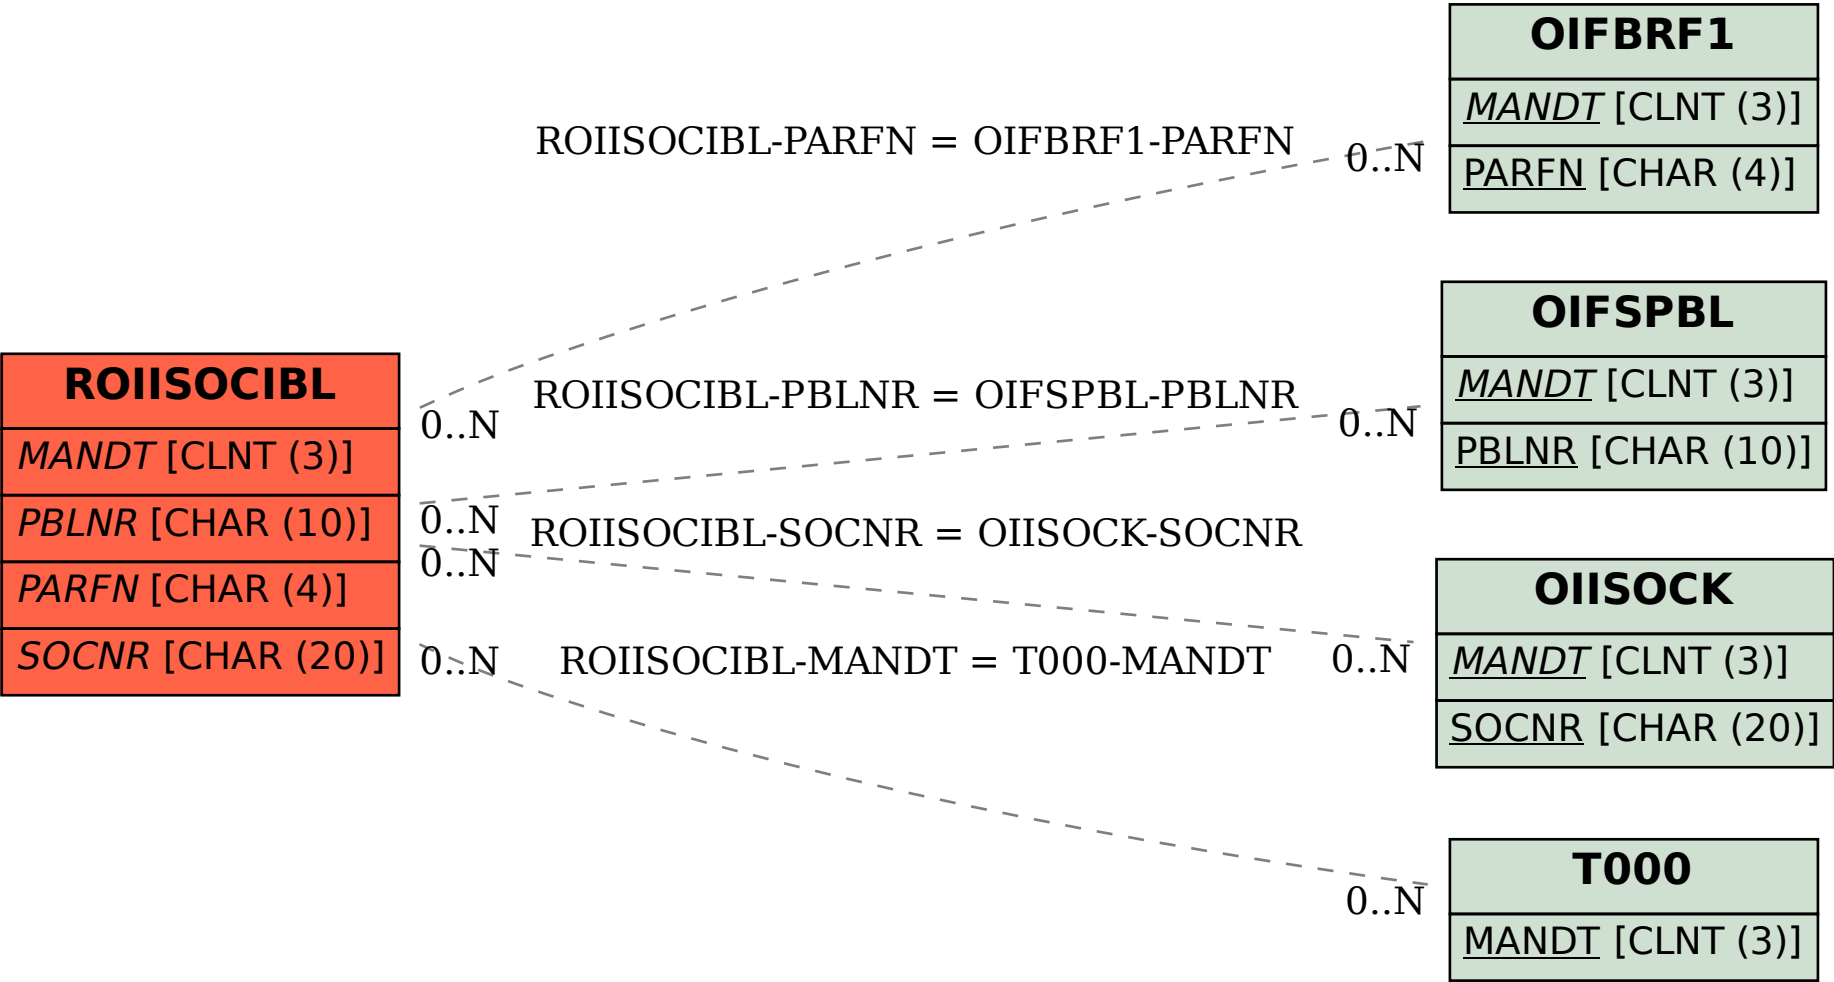 OIFBRF1
MANDT [CLNT (3)]
PARFN [CHAR (4)]
ROIISOCIBL-PARFN = OIFBRF1-PARFN
0..N
OIFSPBL
MANDT [CLNT (3)]
PBLNR [CHAR (10)]
ROIISOCIBL
MANDT [CLNT (3)]
PBLNR [CHAR (10)]
PARFN [CHAR (4)]
SOCNR [CHAR (20)]
0..N
ROIISOCIBL-PBLNR = OIFSPBL-PBLNR
0..N
0..N
ROIISOCIBL-SOCNR = OIISOCK-SOCNR
0..N
0..N
ROIISOCIBL-MANDT = T000-MANDT
0..N
OIISOCK
MANDT [CLNT (3)]
SOCNR [CHAR (20)]
0..N
T000
MANDT [CLNT (3)]